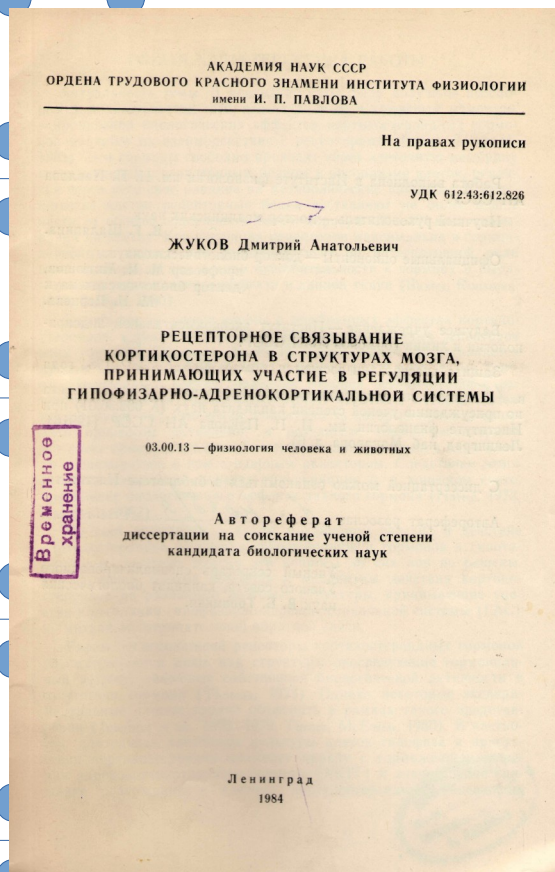 АКАДЕМИЯ НАУК СССР
ОРДЕНА ТРУДОВОГО КРАСНОГО ЗНАМЕНИ ИНСТИТУТА ФИЗИОЛОГИИ
имени И. П. ПАВЛОВА
На правах рукописи
УДК 612.43:612.826
ЖУКОВ Дмитрий Анатольевич
РЕЦЕПТОРНОЕ СВЯЗЫВАНИЕ
КОРТИКОСТЕРОНА В СТРУКТУРАХ МОЗГА,
ПРИНИМАЮЩИХ УЧАСТИЕ В РЕГУЛЯЦИИ
ГИПОФИЗАРНО-АДРЕНОКОРТИКАЛЬНОЙ СИСТЕМЫ
03.00.13 — физиология человека и животных
Временное
хранение
Автореферат
диссертации на соискание ученой степени
кандидата биологических наук
Ленинград
1984